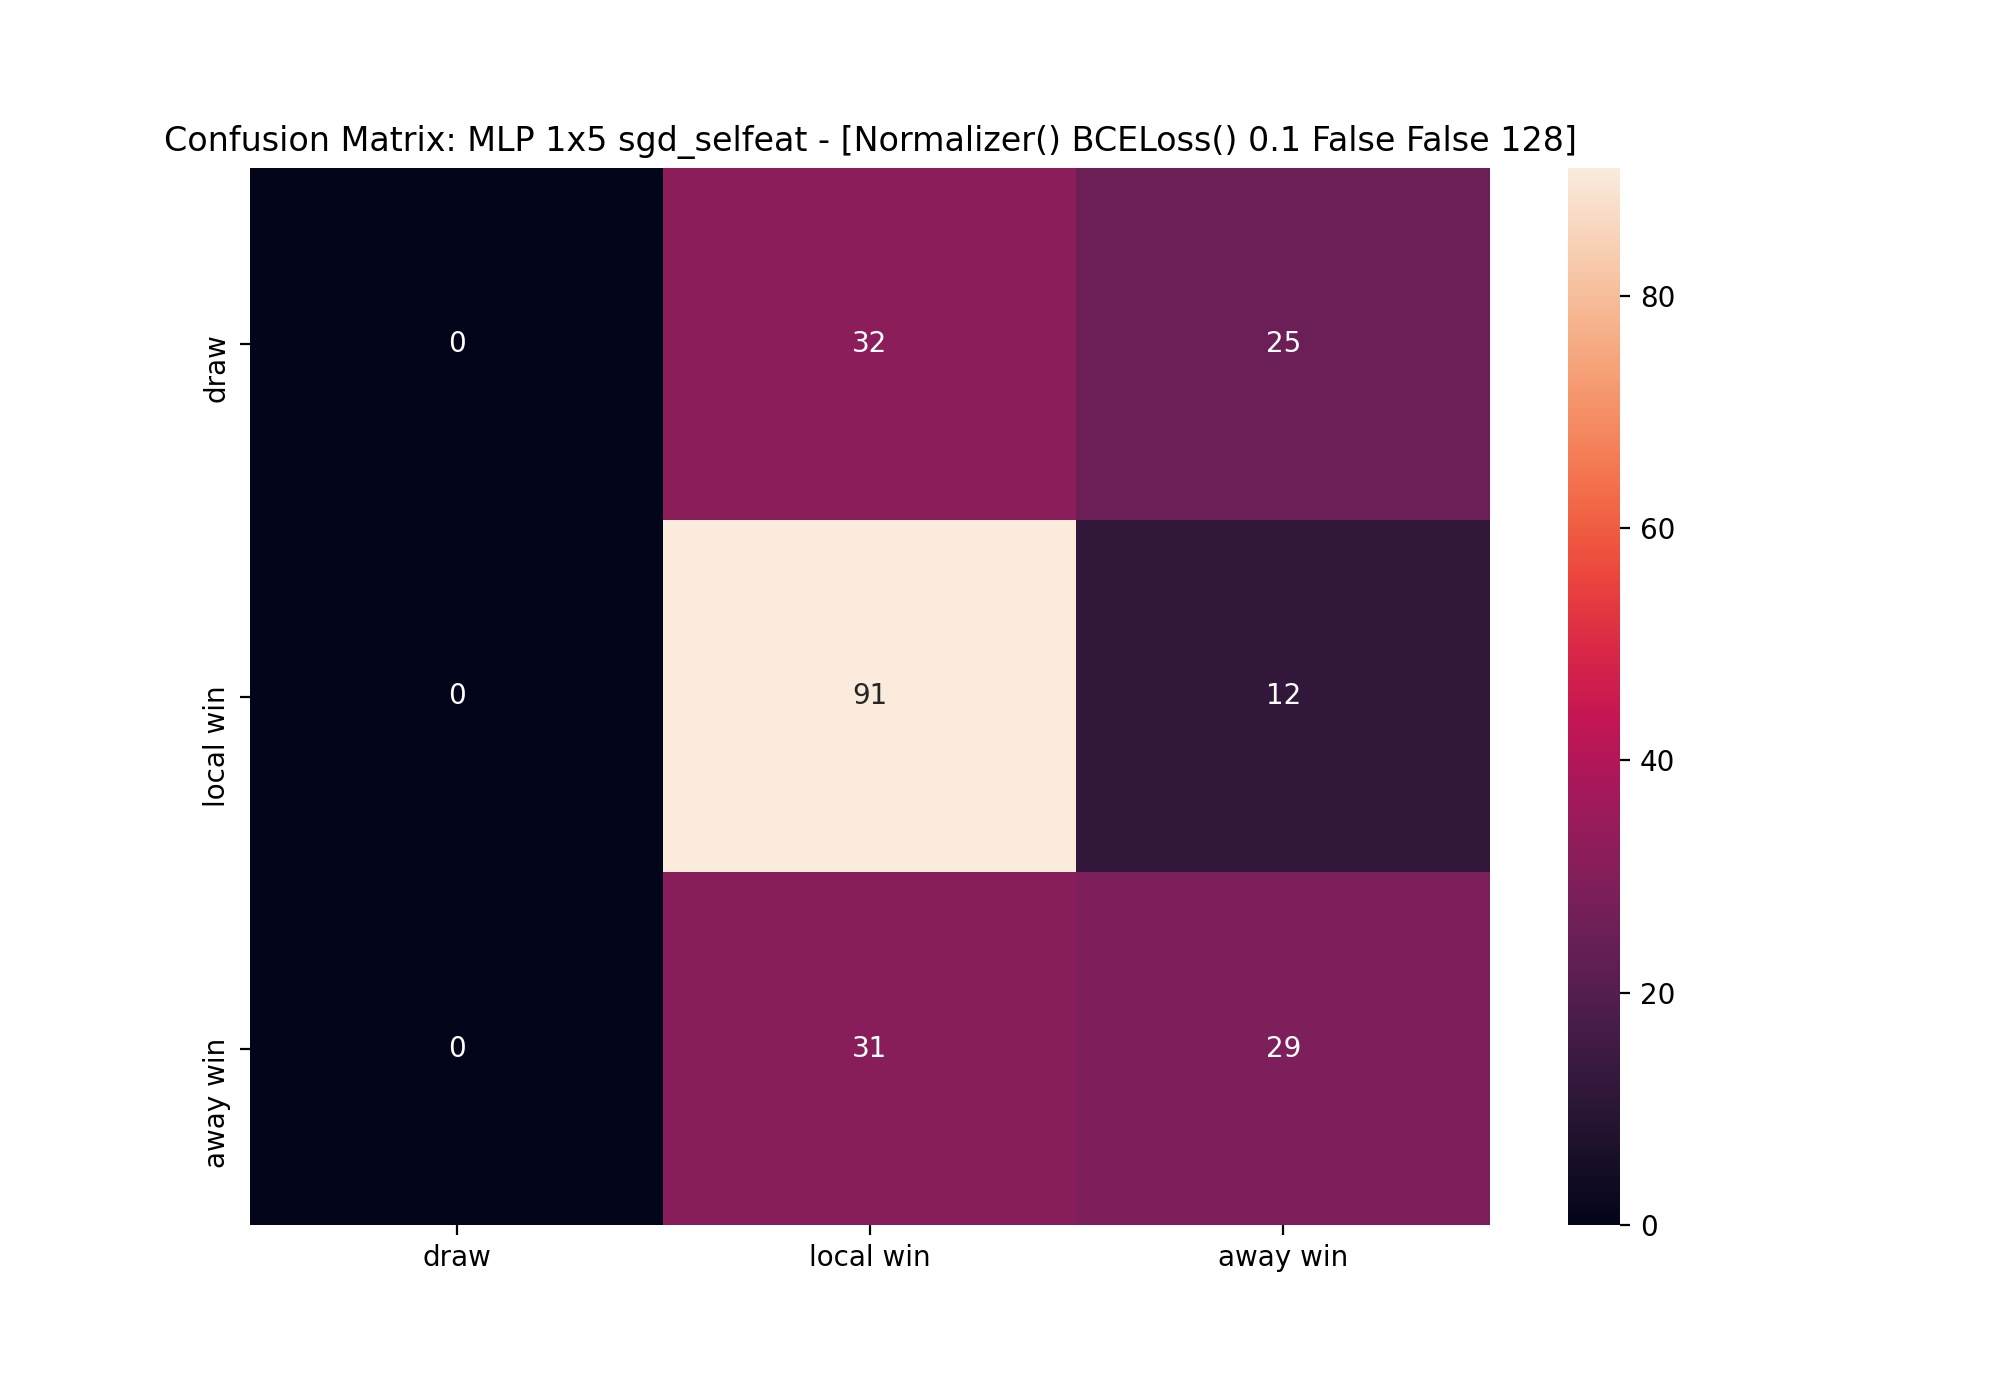 Confusion Matrix: MLP 1x5 sgd_selfeat - [Normalizer() BCELoss() 0.1 False False 128]
draw
0
32
25
local win
0
91
12
away win
0
31
29
draw
local win
away win
80
60
40
20
0